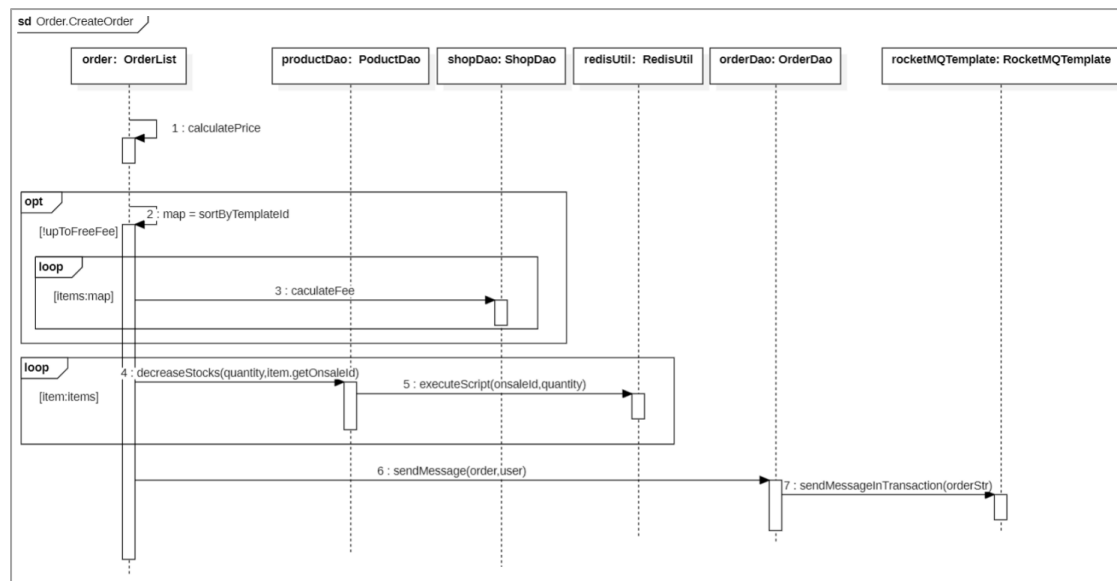 sd Order.CreateOrder
order: OrderList
productDao: PoductDao
shopDao: ShopDao
redisUtil: RedisUtil
orderDao: OrderDao
rocketMQTemplate: RocketMQTemplate
1 : calculatePrice
opt
2 : map = sortByTemplateId
[!upToFreeFee]
loop
3 : caculateFee
[items:map]
loop
4 : decreaseStocks(quantity,item.getOnsaleId)
5 : executeScript(onsaleId,quantity)
[item:items]
6 : sendMessage(order,user)
7 : sendMessageInTransaction(orderStr)